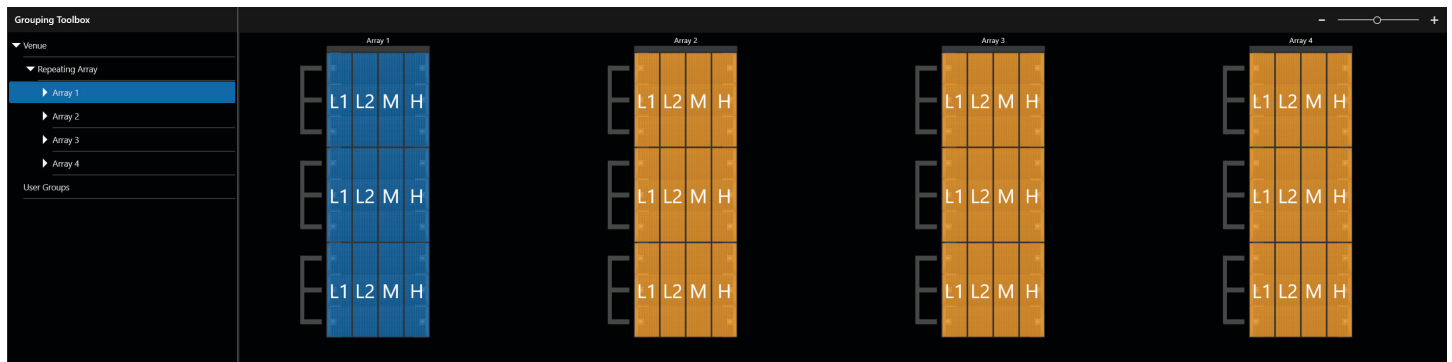 Grouping Toolbox
Venue
Repeating Array
Array 1
Array 2
Array 3
Array 4
User Groups
Array 1 Array 2 Array 3 Array 4
L1 L2 M H L1 L2 M H L1 L2 M H L1 L2 M H
L1 L2 M H L1 L2 M H L1 L2 M H L1 L2 M H
L1 L2 M H L1 L2 M H L1 L2 M H L1 L2 M H